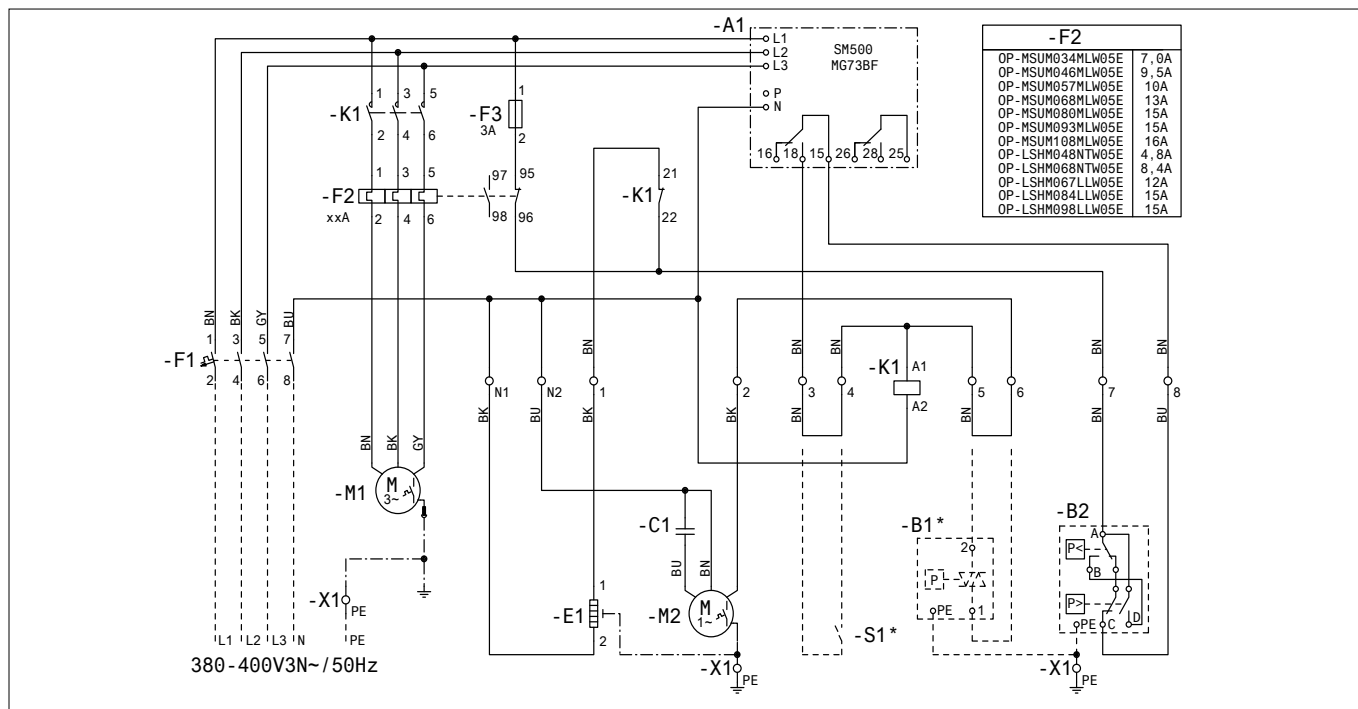 -A1
L1
L2
L3
P
N
SM500
MG73BF
16 18 15 26 28 25
-F2
OP-MSUM034MLW05E 7,0A
OP-MSUM046MLW05E 9,5A
OP-MSUM057MLW05E 10A
OP-MSUM068MLW05E 13A
OP-MSUM080MLW05E 15A
OP-MSUM093MLW05E 15A
OP-MSUM108MLW05E 16A
OP-LSHM048NTW05E 4,8A
OP-LSHM068NTW05E 8,4A
OP-LSHM067LLW05E 12A
OP-LSHM084LLW05E 15A
OP-LSHM098LLW05E 15A
1 3 5
-K1
2 4 6
1
-F3
3A
2
1 3 5
-F2
xxA
2 4 6
97 95
98 96
21
-K1
22
BN BK GY BU
1 3 5 7
-F1
2 4 6 8
BN BN BN BN BN BN
N1 N2 1 2 3 4
-K1 A1
A2
5 6 7 8
BK BU BK BK BN BN BN BN BU
BN BK GY
-M1
M
3~
-X1
PE
L1 L2 L3 N PE
380-400V3N~/50Hz
-C1
BU BN
1
-E1
2
-M2
M
1~
-X1
PE
-S1*
-B1*
2
P
PE 1
-B2
A
P<
B
P>
PE C D
-X1
PE